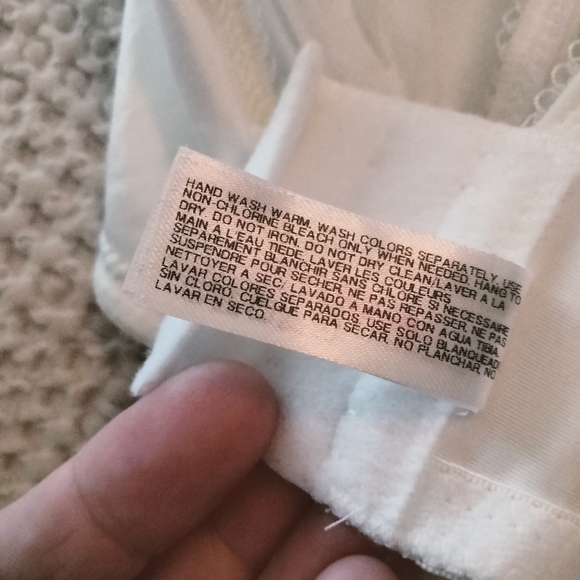 HAND WASH WARM, WASH COLORS SEPARATELY, USE
NON-CHLORINE BLEACH ONLY WHEN NEEDED, HANG TO
DRY. DO NOT IRON. DO NOT DRY CLEAN/LAVER A LA
MAIN A L'EAU TIEDE, LAVER LES COULEURS
SEPAREMENT, BLANCHIR SANS CHLORE SI NECESSAIRE
SUSPENDRE POUR SECHER, NE PAS REPASSER, NE PAS
NETTOYER A SEC, LAVADO A MANO CON AGUA TIBIA,
LAVAR COLORES SEPARADOS, USE SOLO BLANQUEAD
SIN CLORO, CUELGUE PARA SECAR, NO PLANCHAR, NO
LAVAR EN SECO.